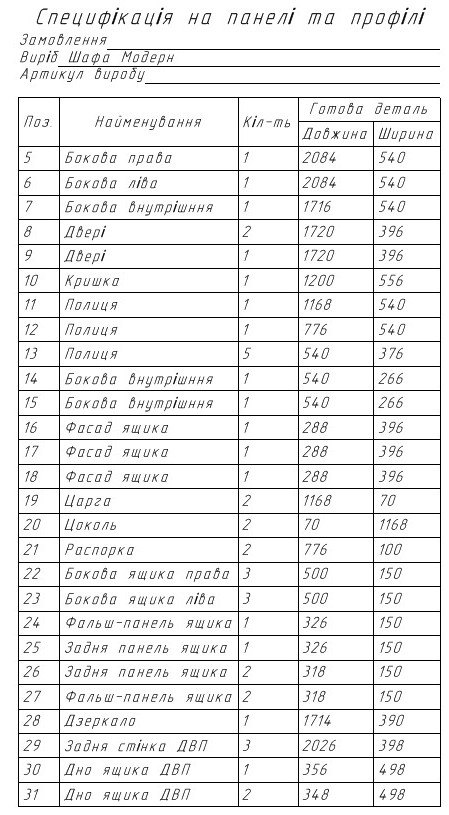 Специфікація на панелі та профілі
Замовлення
Виріб Шафа Модерн
Артикул виробу
Поз. Найменування Кіл-ть Готова деталь
Довжина Ширина
5 Бокова права 1 2084 540
6 Бокова ліва 1 2084 540
7 Бокова внутрішння 1 1716 540
8 Двері 2 1720 396
9 Двері 1 1720 396
10 Кришка 1 1200 556
11 Полиця 1 1168 540
12 Полиця 1 776 540
13 Полиця 5 540 376
14 Бокова внутрішння 1 540 266
15 Бокова внутрішння 1 540 266
16 Фасад ящика 1 288 396
17 Фасад ящика 1 288 396
18 Фасад ящика 1 288 396
19 Царга 2 1168 70
20 Цоколь 2 70 1168
21 Распорка 2 776 100
22 Бокова ящика права 3 500 150
23 Бокова ящика ліва 3 500 150
24 Фальш-панель ящика 1 326 150
25 Задня панель ящика 1 326 150
26 Задня панель ящика 2 318 150
27 Фальш-панель ящика 2 318 150
28 Дзеркало 1 1714 390
29 Задня стінка ДВП 3 2026 398
30 Дно ящика ДВП 1 356 498
31 Дно ящика ДВП 2 348 498